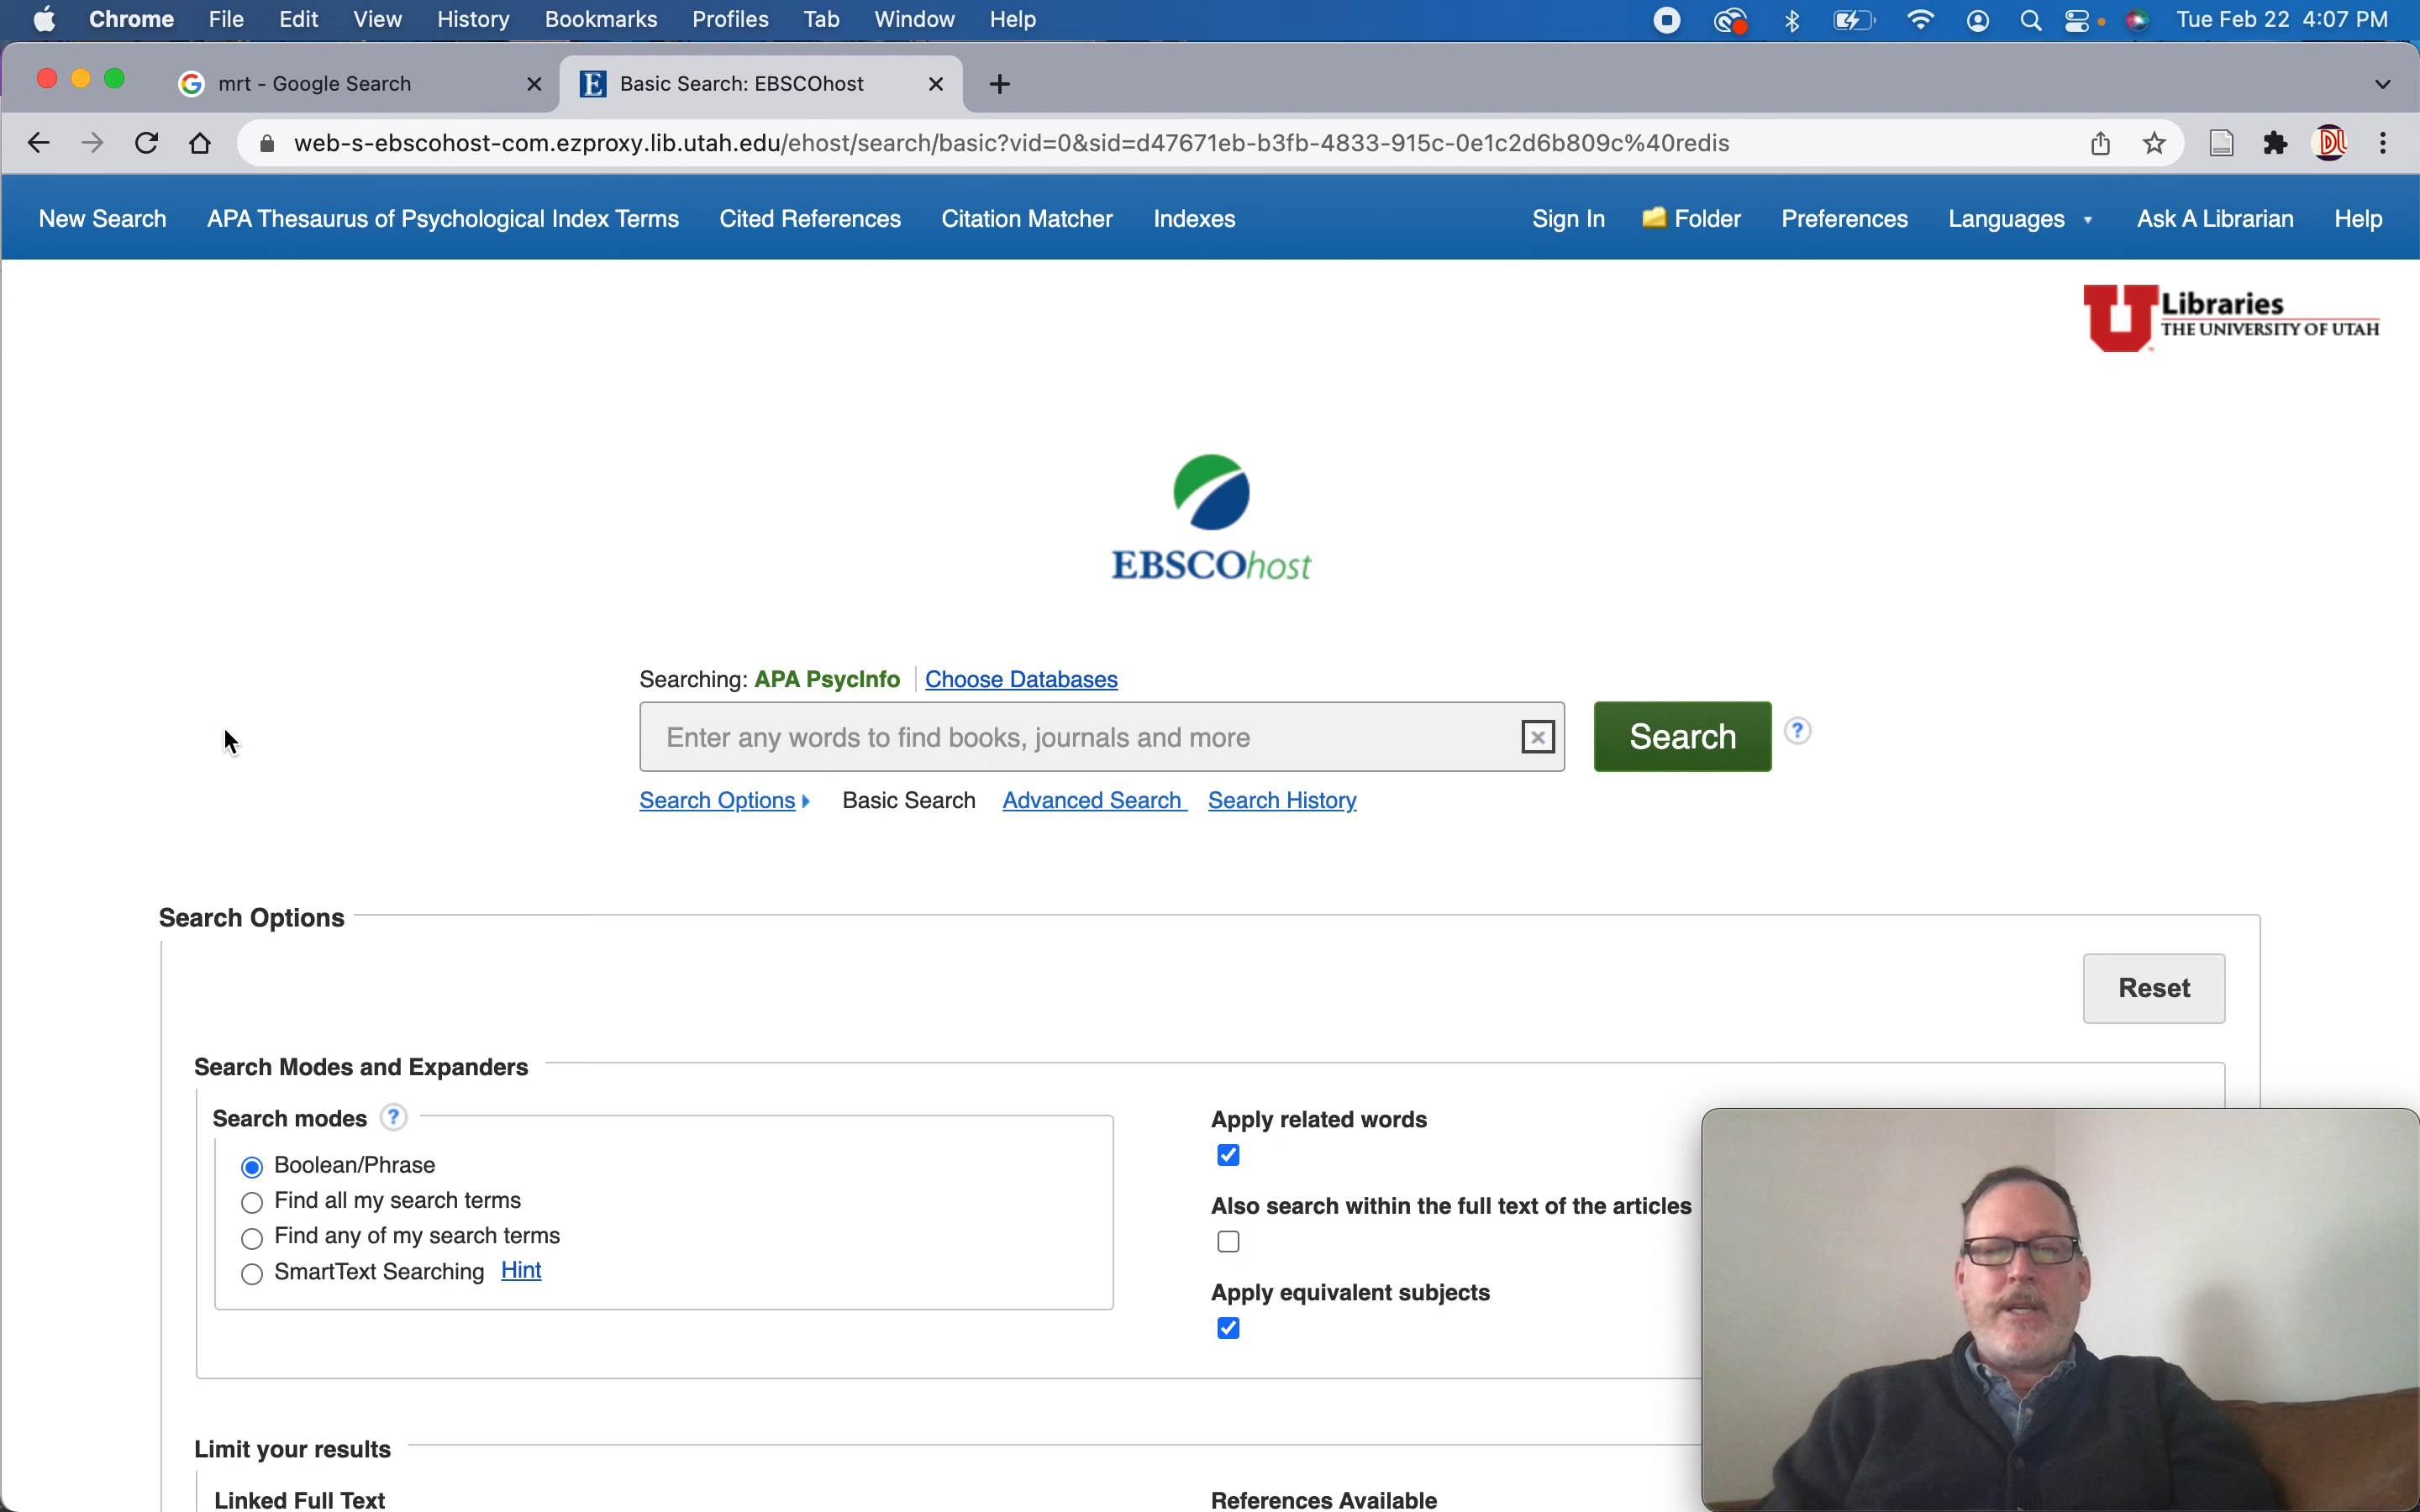 Chrome File Edit View History Bookmarks Profiles Tab Window Help Tue Feb 22 4:07 PM
mrt - Google Search Basic Search: EBSCOhost
web-s-ebscohost-com.ezproxy.lib.utah.edu/ehost/search/basic?vid=0&sid=d47671eb-b3fb-4833-915c-0e1c2d6b809c%40redis DL
New Search APA Thesaurus of Psychological Index Terms Cited References Citation Matcher Indexes Sign In Folder Preferences Languages Ask A Librarian Help
U Libraries
THE UNIVERSITY OF UTAH
EBSCOhost
Searching: APA PsycInfo Choose Databases
Enter any words to find books, journals and more Search ?
Search Options Basic Search Advanced Search Search History
Search Options
Reset
Search Modes and Expanders
Search modes ?
Boolean/Phrase
Find all my search terms
Find any of my search terms
SmartText Searching Hint
Apply related words
Also search within the full text of the articles
Apply equivalent subjects
Limit your results
Linked Full Text References Available